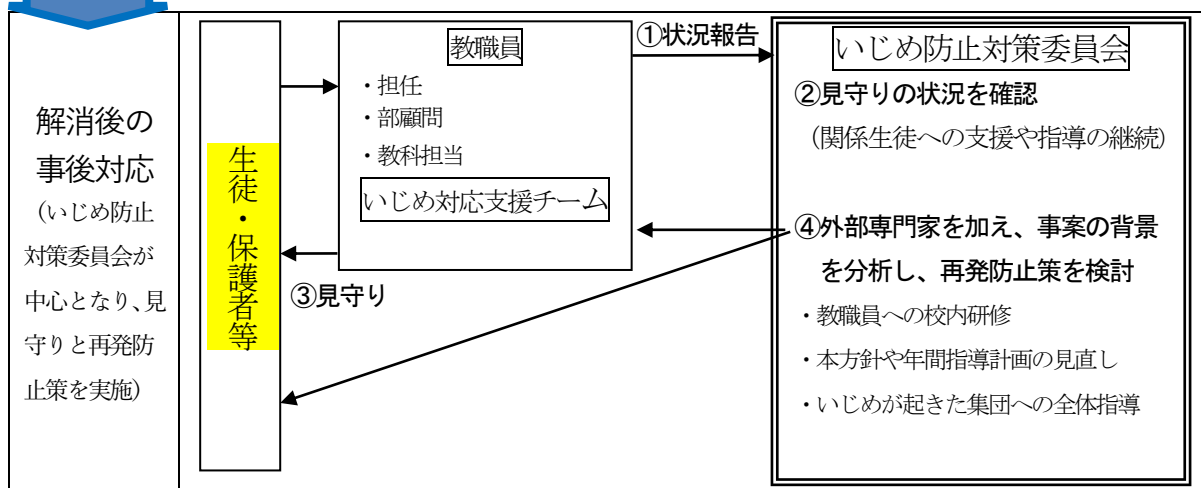 解消後の
事後対応
(いじめ防止
対策委員会が
中心となり、見
守りと再発防
止策を実施)
生徒・保護者等
教職員
・担任
・部顧問
・教科担当
いじめ対応支援チーム
①状況報告
③見守り
いじめ防止対策委員会
②見守りの状況を確認
(関係生徒への支援や指導の継続)
④外部専門家を加え、事案の背景
を分析し、再発防止策を検討
・教職員への校内研修
・本方針や年間指導計画の見直し
・いじめが起きた集団への全体指導